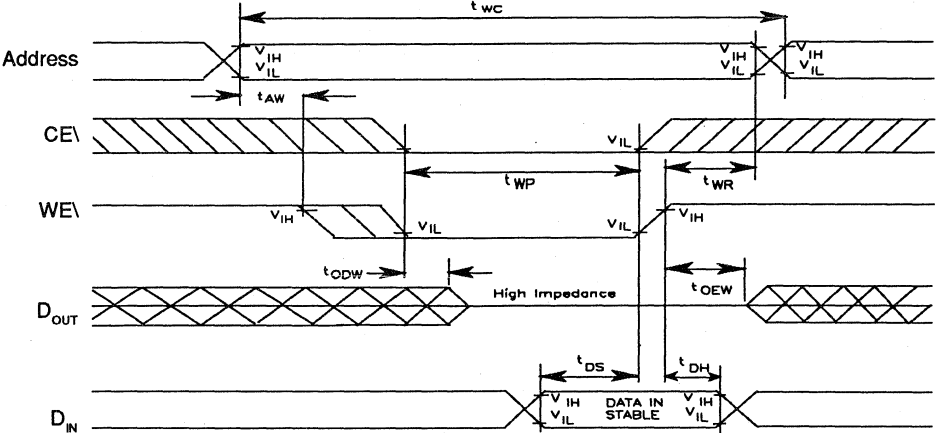 t WC
Address
V IH V IH V IH
V IL V IL V IL
t AW
CE\ V IL
t WP t WR
WE\ V IH V IL V IL V IH
t ODW t OEW
High Impedance
D OUT
t DS t DH
V IH DATA IN V IH
V IL STABLE V IL
D IN